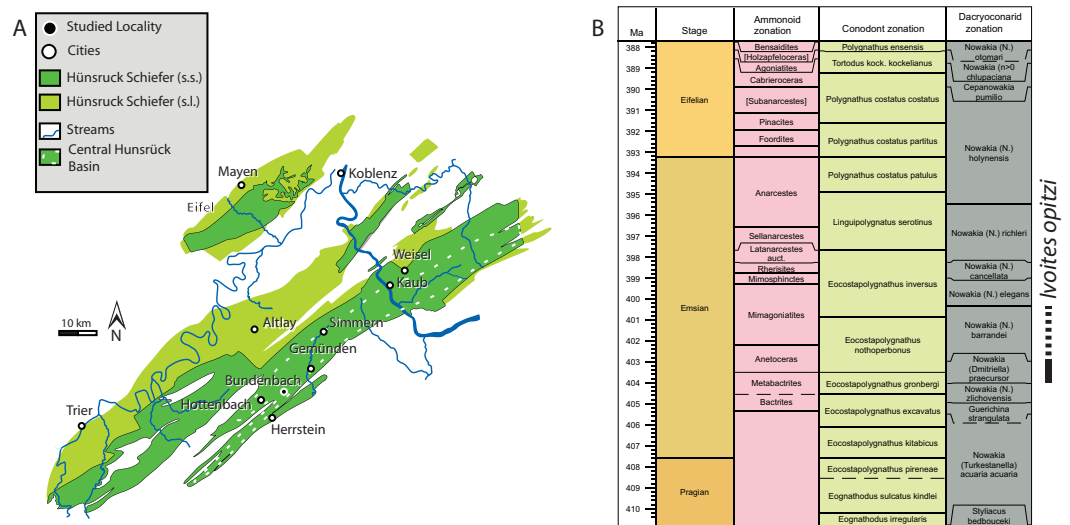 A
Studied Locality
Cities
Hünsruck Schiefer (s.s.)
Hünsruck Schiefer (s.l.)
Streams
Central Hunsrück
Basin
Mayen
Koblenz
Eifel
Weisel
Kaub
10 km
N
Altlay
Simmern
Gemünden
Bundenbach
Hottenbach
Trier
Herrstein
B
Ma
Stage
Ammonoid
zonation
Conodont zonation
Dacryoconarid
zonation
388
389
390
391
392
393
394
395
396
397
398
399
400
401
402
403
404
405
406
407
408
409
410
Eifelian
Emsian
Pragian
Bensaidites
[Holzapfeloceras]
Agoniatites
Cabrieroceras
[Subanarcestes]
Pinacites
Foordites
Anarcestes
Sellanarcestes
Latanarcestes
auct.
Rherisites
Mimosphinctes
Mimagoniatites
Anetoceras
Metabactrites
Bactrites
Polygnathus ensensis
Tortodus kock. kockelianus
Polygnathus costatus costatus
Polygnathus costatus partitus
Polygnathus costatus patulus
Linguipolygnatus serotinus
Eocostapolygnathus inversus
Eocostapolygnathus
nothoperbonus
Eocostapolygnathus gronbergi
Eocostapolygnathus excavatus
Eocostapolygnathus kitabicus
Eocostapolygnathus pireneae
Eognathodus sulcatus kindlei
Eognathodus irregularis
Nowakia (N.)
otomari
Nowakia (n>0
chlupaciana
Cepanowakia
pumilio
Nowakia (N.)
holynensis
Nowakia (N.) richleri
Nowakia (N.)
cancellata
Nowakia (N.) elegans
Nowakia (N.)
barrandei
Nowakia
(Dmitriella)
praecursor
Nowakia (N.)
zlichovensis
Guerichina
strangulata
Nowakia
(Turkestanella)
acuaria acuaria
Styliacus
bedbouceki
Ivoites opitzi